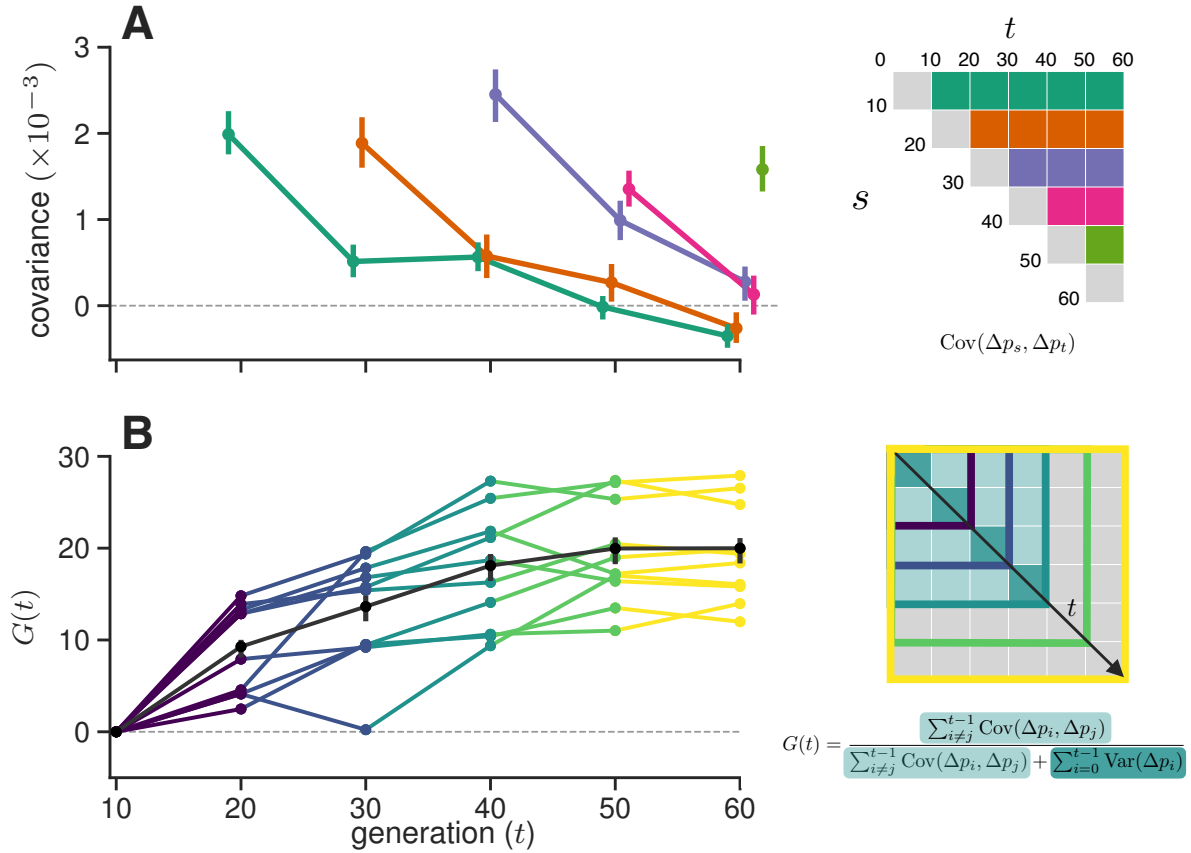 A
covariance (×10⁻³)
3
2
1
0
t
0 10 20 30 40 50 60
10
20
30
40
50
60
s
Cov(Δpₛ, Δpₜ)
B
G(t)
30
20
10
0
10 20 30 40 50 60
generation (t)
t
G(t) = ∑_{i≠j}^{t−1} Cov(Δp_i, Δp_j)
∑_{i≠j}^{t−1} Cov(Δp_i, Δp_j) + ∑_{i=0}^{t−1} Var(Δp_i)